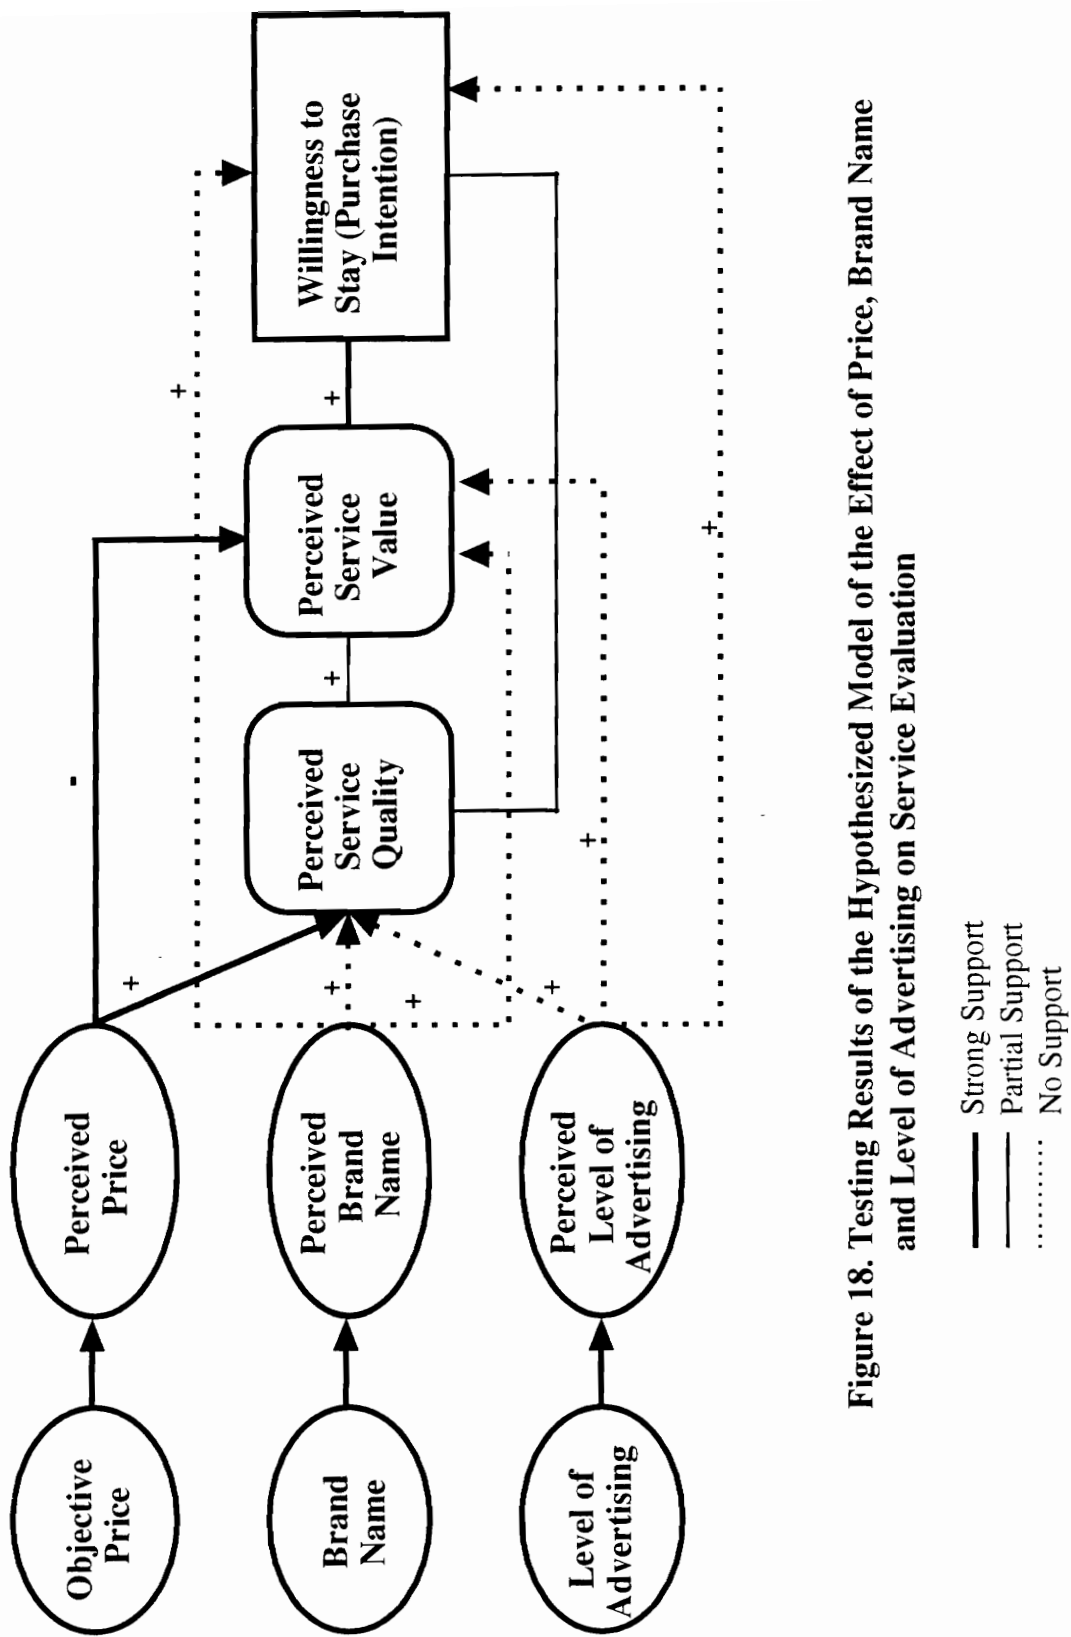 Objective
Price
Perceived
Price
Brand
Name
Perceived
Brand
Name
Level of
Advertising
Perceived
Level of
Advertising
+
-
+
+
+
+
+
+
Perceived
Service
Quality
+
Perceived
Service
Value
+
Willingness to
Stay (Purchase
Intention)
+
Figure 18. Testing Results of the Hypothesized Model of the Effect of Price, Brand Name
and Level of Advertising on Service Evaluation
Strong Support
Partial Support
No Support